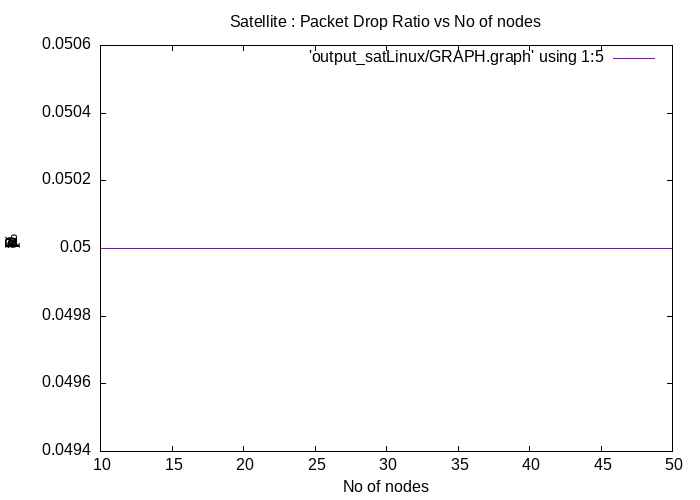 Satellite : Packet Drop Ratio vs No of nodes
'output_satLinux/GRAPH.graph' using 1:5
0.0506
0.0504
0.0502
0.05
0.0498
0.0496
0.0494
10 15 20 25 30 35 40 45 50
No of nodes